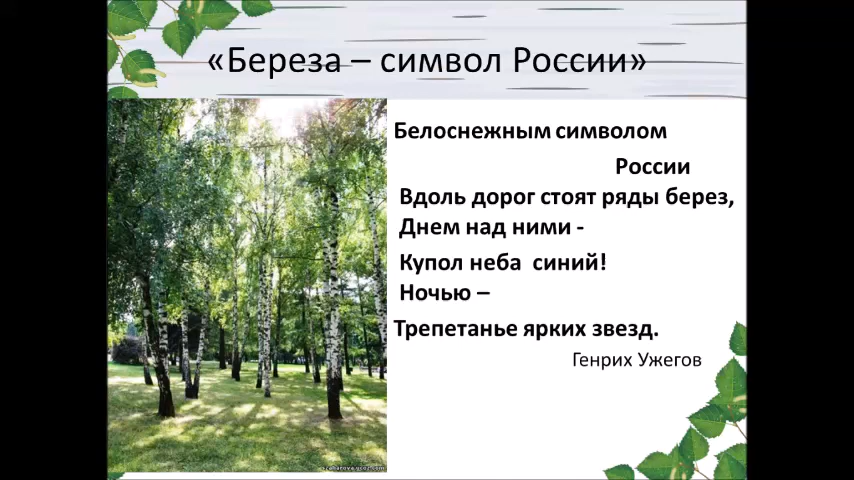 «Береза – символ России»
Белоснежным символом
России
Вдоль дорог стоят ряды берез,
Днем над ними -
Купол неба синий!
Ночью –
Трепетанье ярких звезд.
Генрих Ужегов